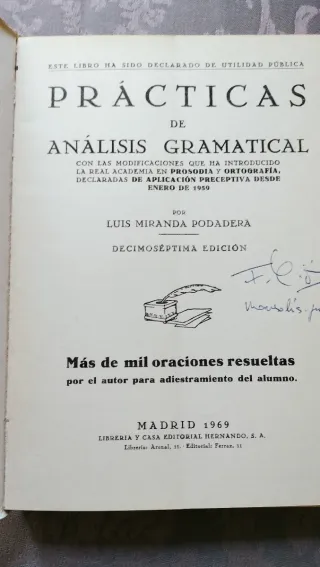 ESTE LIBRO HA SIDO DECLARADO DE UTILIDAD PÚBLICA
PRÁCTICAS
DE
ANÁLISIS GRAMATICAL
CON LAS MODIFICACIONES QUE HA INTRODUCIDO
LA REAL ACADEMIA EN PROSODIA Y ORTOGRAFÍA,
DECLARADAS DE APLICACIÓN PRECEPTIVA DESDE
ENERO DE 1959
POR
LUIS MIRANDA PODADERA
DECIMOSÉPTIMA EDICIÓN
Más de mil oraciones resueltas
por el autor para adiestramiento del alumno.
MADRID 1969
LIBRERIA Y CASA EDITORIAL HERNANDO, S. A.
Librería: Arenal, 11. - Editorial: Ferraz, 11